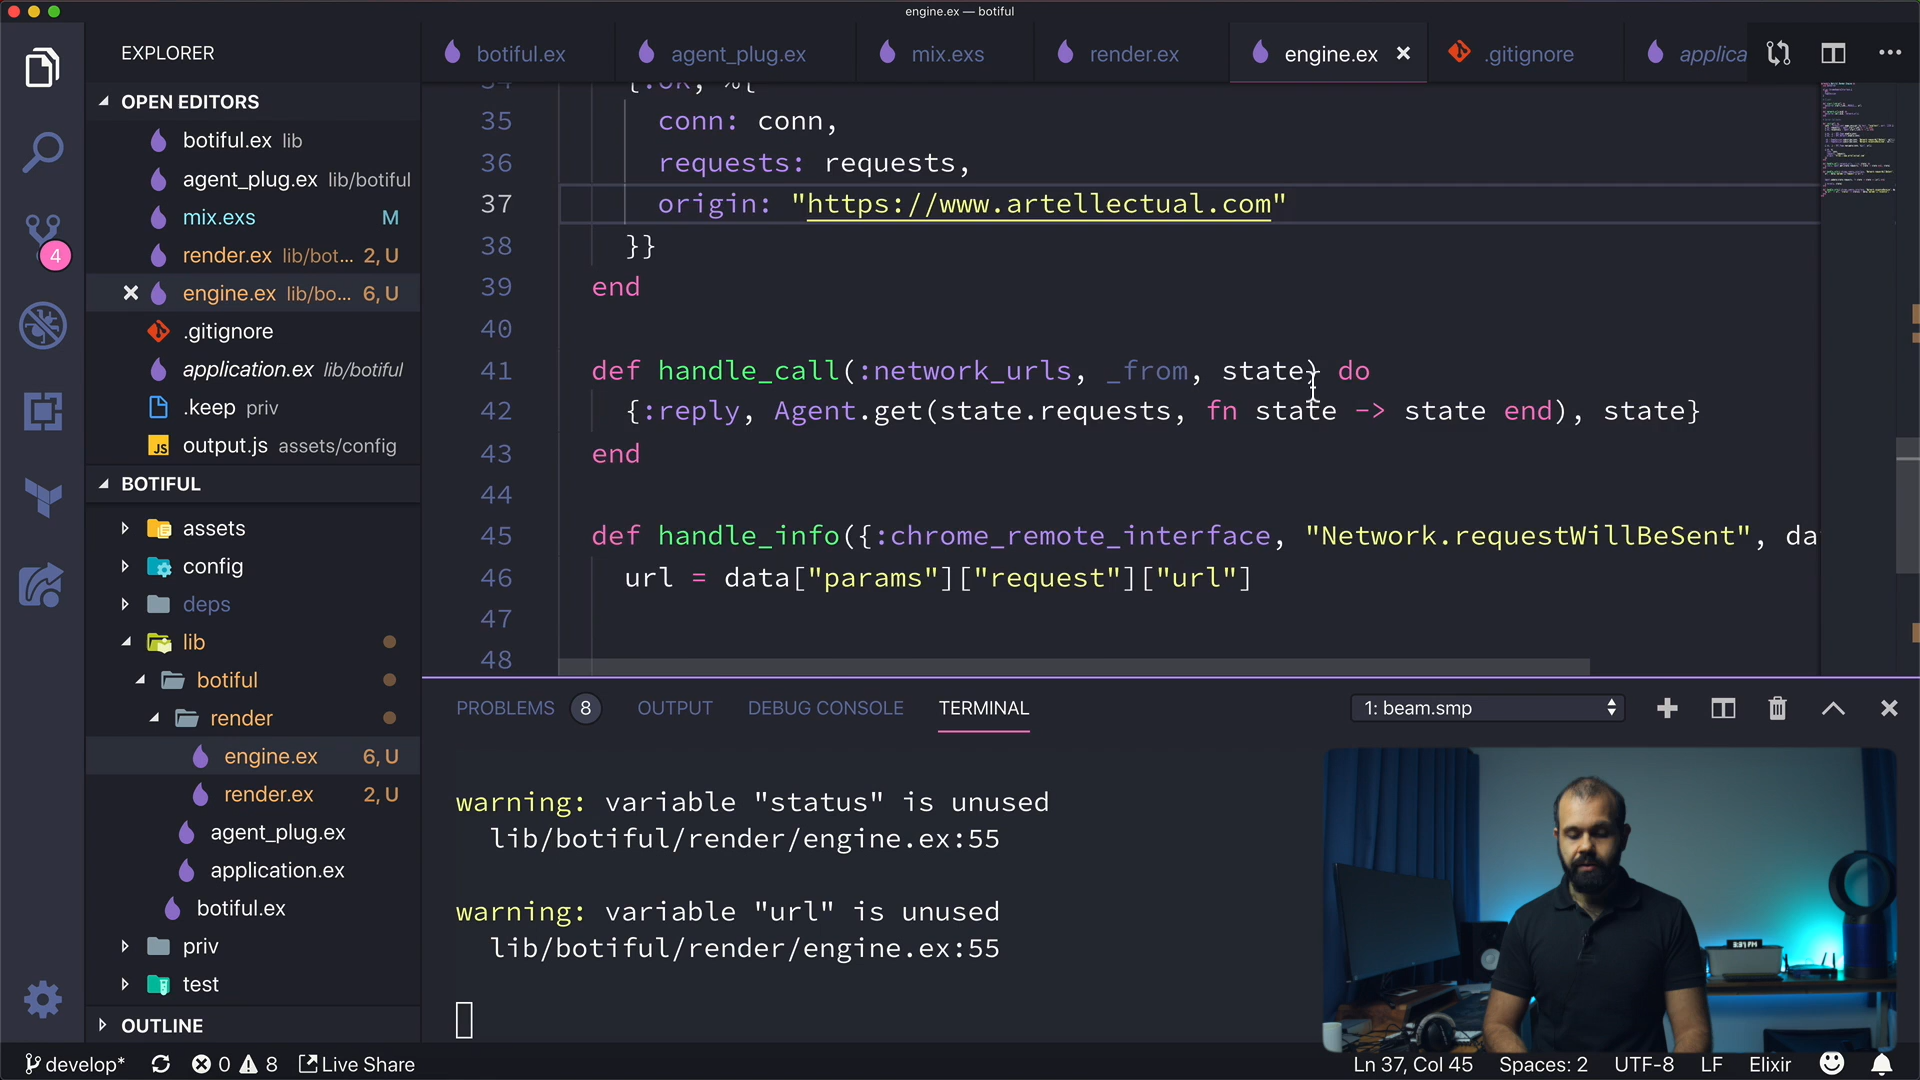 engine.ex — botiful
EXPLORER
botiful.ex
agent_plug.ex
mix.exs
render.ex
engine.ex
.gitignore
applica
OPEN EDITORS
botiful.ex lib
agent_plug.ex lib/botiful
mix.exs M
render.ex lib/bot... 2, U
engine.ex lib/bo... 6, U
.gitignore
application.ex lib/botiful
.keep priv
output.js assets/config
4
BOTIFUL
assets
config
deps
lib
botiful
render
engine.ex 6, U
render.ex 2, U
agent_plug.ex
application.ex
botiful.ex
priv
test
OUTLINE
34 {:ok, %{
35 conn: conn,
36 requests: requests,
37 origin: "https://www.artellectual.com"
38 }}
39 end
40
41 def handle_call(:network_urls, _from, state) do
42 {:reply, Agent.get(state.requests, fn state -> state end), state}
43 end
44
45 def handle_info({:chrome_remote_interface, "Network.requestWillBeSent", da
46 url = data["params"]["request"]["url"]
47
48
PROBLEMS 8 OUTPUT DEBUG CONSOLE TERMINAL 1: beam.smp
warning: variable "status" is unused
lib/botiful/render/engine.ex:55
warning: variable "url" is unused
lib/botiful/render/engine.ex:55
3:31 PM
develop* 0 8 Live Share Ln 37, Col 45 Spaces: 2 UTF-8 LF Elixir